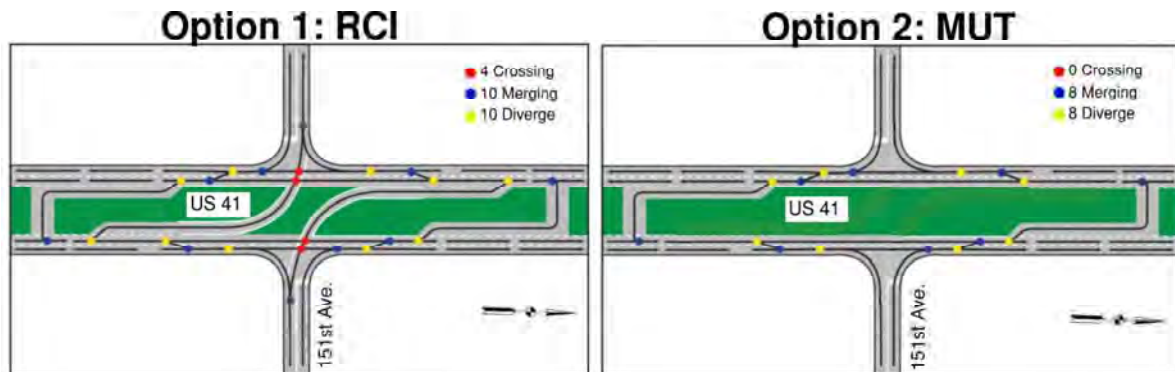 Option 1: RCI
4 Crossing
10 Merging
10 Diverge
US 41
151st Ave.
Option 2: MUT
0 Crossing
8 Merging
8 Diverge
US 41
151st Ave.